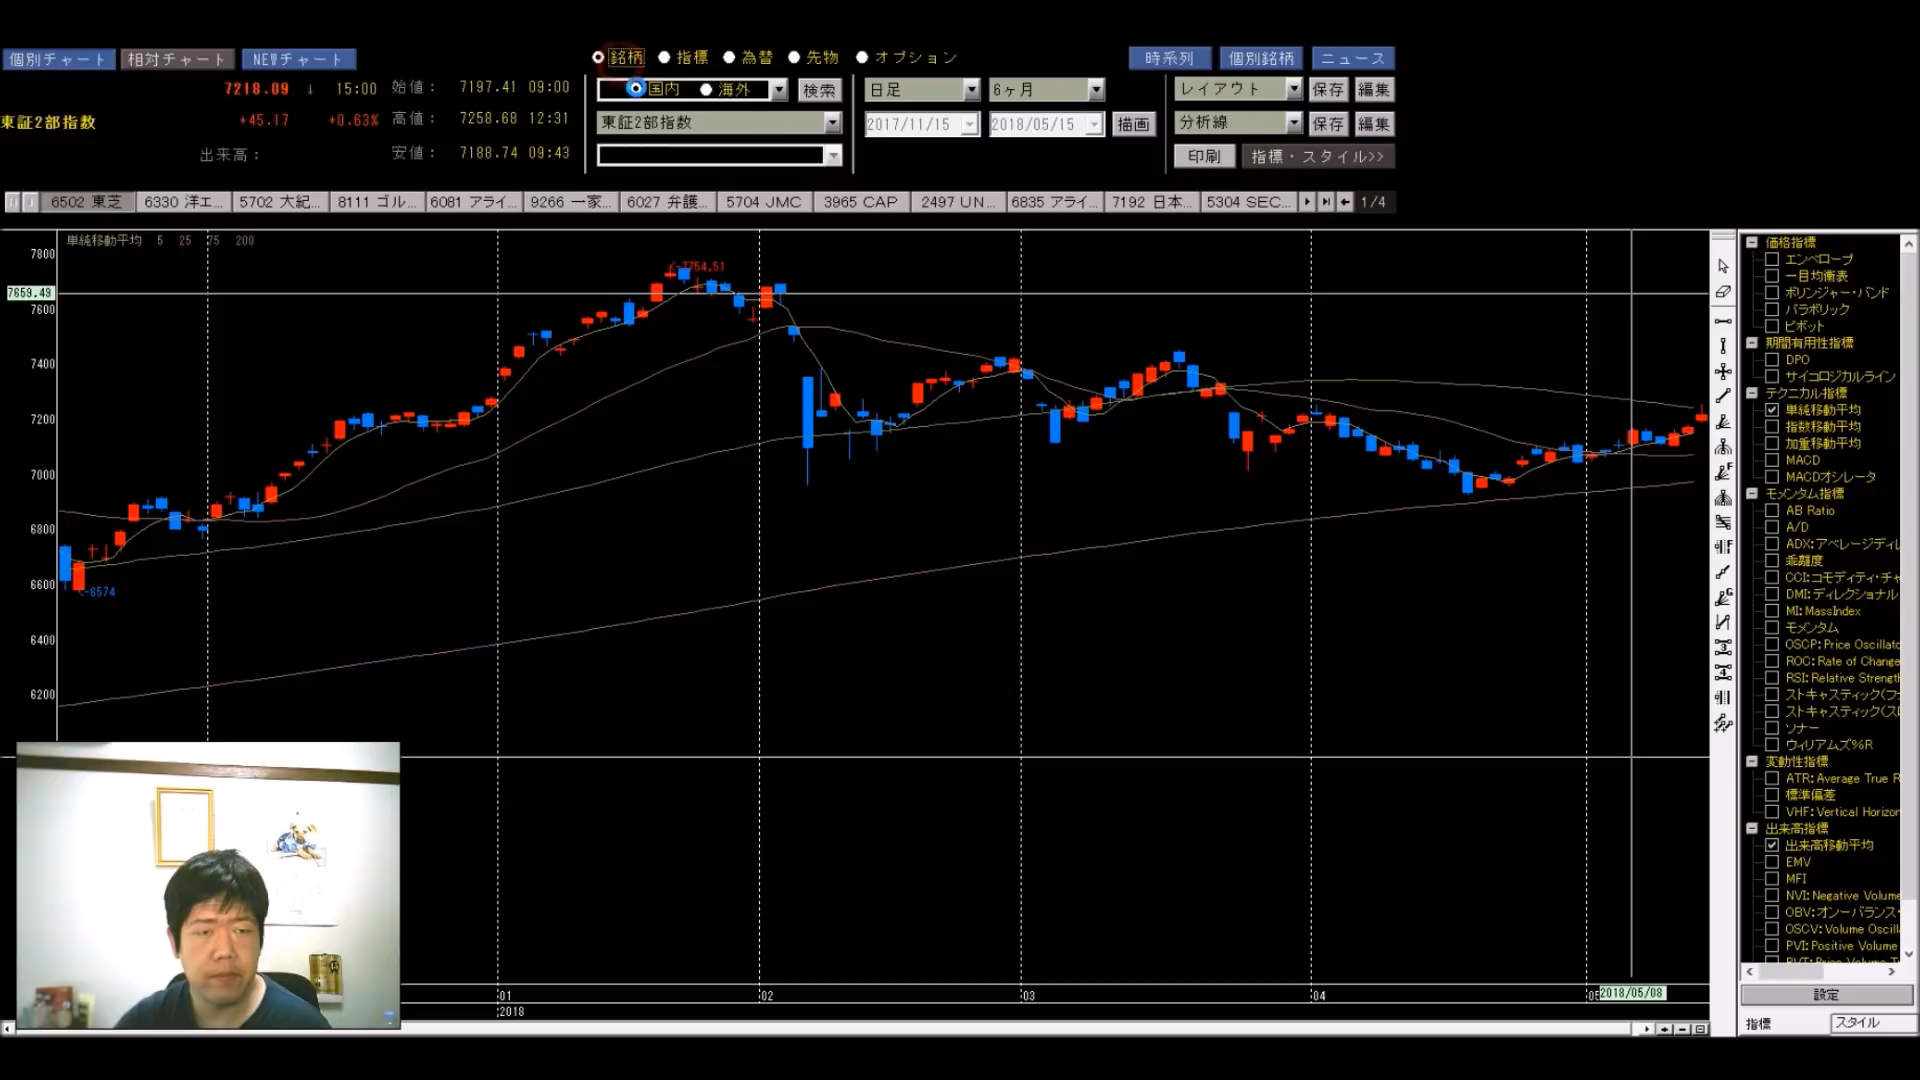 個別チャート 相対チャート NEWチャート
銘柄 指標 為替 先物 オプション
時系列 個別銘柄 ニュース
7218.09 ↓ 15:00 始値： 7197.41 09:00
国内 海外 検索 日足 6ヶ月 レイアウト 保存 編集
東証2部指数 +45.17 +0.63% 高値： 7258.68 12:31
東証2部指数 2017/11/15 2018/05/15 描画 分析線 保存 編集
出来高： 安値： 7188.74 09:43
印刷 指標・スタイル>>
6502 東芝 6330 洋エ... 5702 大紀... 8111 ゴル... 6081 アライ... 9266 一家... 6027 弁護... 5704 JMC 3965 CAP 2497 UN... 6835 アライ... 7192 日本... 5304 SEC... 1/4
単純移動平均 5 25 75 200
7800
7754.51
7659.49
7600
7400
7200
7000
6800
6600
6574
6400
6200
01 02 03 04 05 2018/05/08
2018
価格指標
エンベロープ
一目均衡表
ボリンジャー・バンド
パラボリック
ピボット
期間有用性指標
DPO
サイコロジカルライン
テクニカル指標
単純移動平均
指数移動平均
加重移動平均
MACD
MACDオシレータ
モメンタム指標
AB Ratio
A/D
ADX:アベレージディレ
乖離度
CCI:コモディティ・チャ
DMI:ディレクショナル
MI:MassIndex
モメンタム
OSCP: Price Oscillato
ROC: Rate of Change
RSI: Relative Strengt
ストキャスティック(ファ
ストキャスティック(スロ
ソナー
ウィリアムズ%R
変動性指標
ATR: Average True R
標準偏差
VHF: Vertical Horizon
出来高指標
出来高移動平均
EMV
MFI
NVI: Negative Volume
OBV:オン・バランス・
OSCV: Volume Oscill
PVI: Positive Volume
PVT: Price Volume T
設定
指標 スタイル